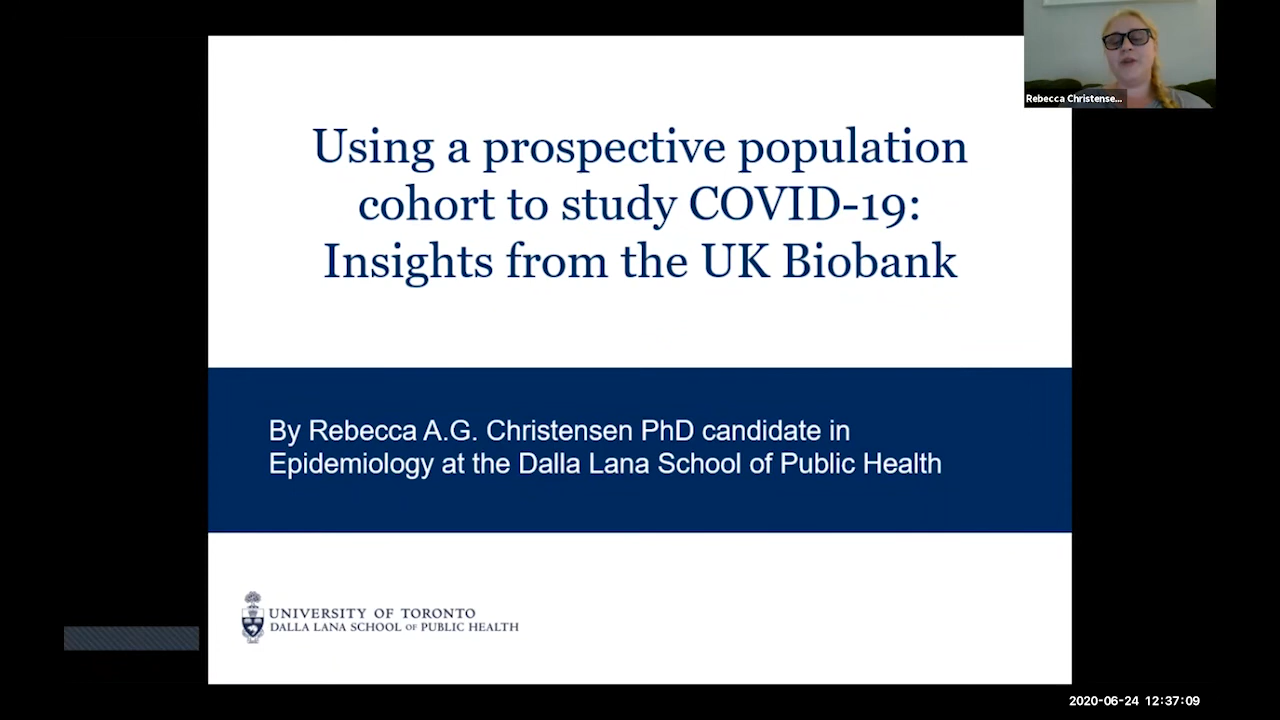 Rebecca Christense...
Using a prospective population
cohort to study COVID-19:
Insights from the UK Biobank
By Rebecca A.G. Christensen PhD candidate in
Epidemiology at the Dalla Lana School of Public Health
UNIVERSITY OF TORONTO
DALLA LANA SCHOOL OF PUBLIC HEALTH
2020-06-24 12:37:09